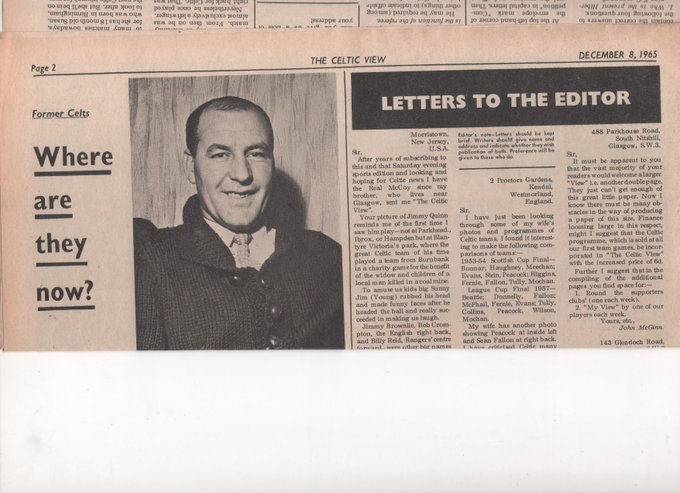 Page 2
THE CELTIC VIEW
DECEMBER 8, 1965
Former Celts
Where
are
they
now?
LETTERS TO THE EDITOR
Morristown,
New Jersey,
U.S.A.
Sir,
After years of subscribing to
this and that Saturday evening
sports edition and looking and
hoping for Celtic news I have
the Real McCoy since my
brother, who lives near
Glasgow, sent me "The Celtic
View".
Your picture of Jimmy Quinn
reminds me of the first time I
saw him play—not at Parkhead,
Ibrox, or Hampden but at Blan-
tyre Victoria's park, where the
great Celtic team of his time
played a team from Burnbank
in a charity game for the benefit
of the widow and children of a
local man killed in a coal mine.
To amuse us kids big Sunny
Jim (Young) rubbed his head
and made funny faces after he
headed the ball and really suc-
ceeded in making us laugh.
Jimmy Brownlie, Bob Crom-
pton, the English right back,
and Billy Reid, Rangers' centre
forward, were other big names
Editor's note—Letters should be kept
brief. Writers should give name and
address and indicate whether they wish
publication of both. Preference will be
given to those who do.
2 Proctors Gardens,
Kendal,
Westmorland,
England.
Sir,
I have just been looking
through some of my wife's
photos and programmes of
Celtic teams. I found it interest-
ing to make the following com-
parisons of teams:—
1953-54 Scottish Cup Final—
Bonnar; Haughney, Meechan;
Evans, Stein, Peacock; Higgins,
Fernie, Fallon, Tully, Mochan.
League Cup Final 1957—
Beattie; Donnelly, Fallon;
McPhail, Fernie, Evans; Tully,
Collins, Peacock, Wilson,
Mochan.
My wife has another photo
showing Peacock at inside left
and Sean Fallon at right back.
I have criticised Celtic many
488 Parkhouse Road,
South Nitshill,
Glasgow, S.W.3.
Sir,
It must be apparent to you
that the vast majority of your
readers would welcome a larger
"View" i.e. another double page.
They just can't get enough of
this great little paper. Now I
know there must be many ob-
stacles in the way of producing
a paper of this size. Finance
looming large in this respect,
might I suggest that the Celtic
programme, which is sold at all
our first team games, be incor-
porated in "The Celtic View"
with the increased price of 6d.
Further I suggest that in the
compiling of the additional
pages you find space for:—
1. Round the supporters
clubs' (one each week).
2. "My View" by one of our
players each week.
Yours, etc.,
John McGinn.
143 Glendoch Road,